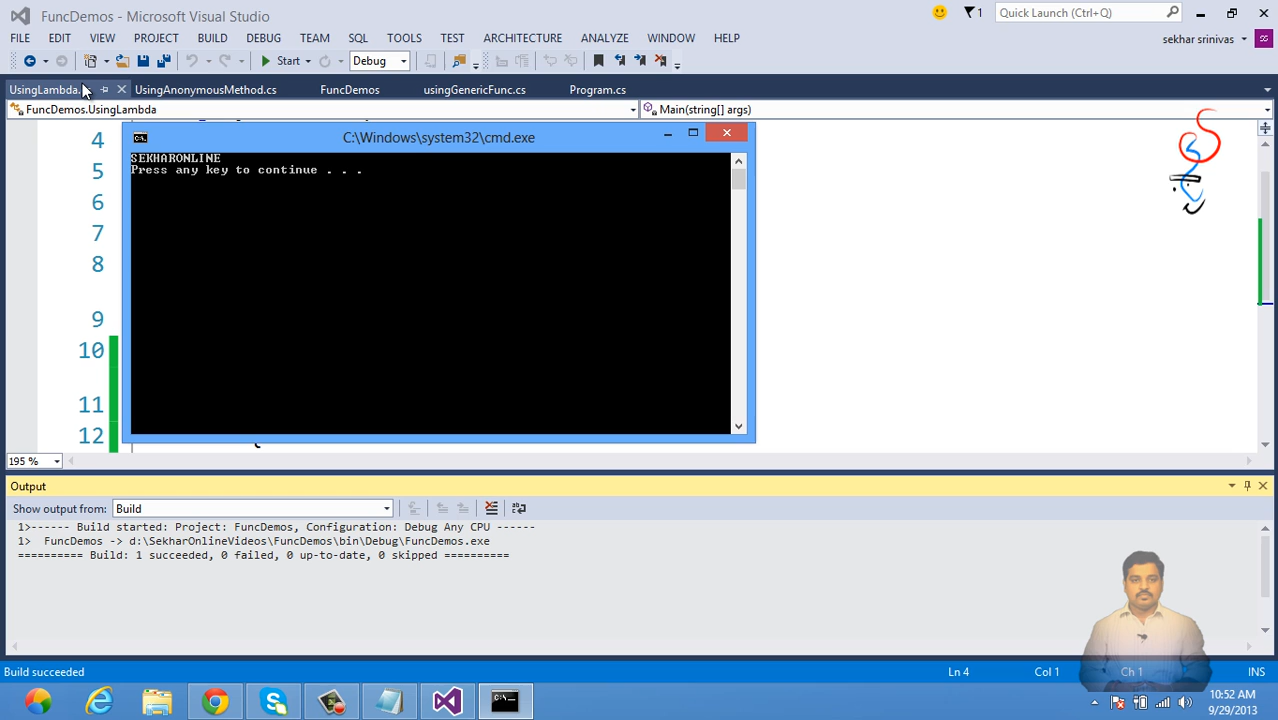 FuncDemos - Microsoft Visual Studio
1
Quick Launch (Ctrl+Q)
FILE EDIT VIEW PROJECT BUILD DEBUG TEAM SQL TOOLS TEST ARCHITECTURE ANALYZE WINDOW HELP
sekhar srinivas
SS
Start
Debug
UsingLambda. UsingAnonymousMethod.cs FuncDemos usingGenericFunc.cs Program.cs
FuncDemos.UsingLambda
Main(string[] args)
C:\Windows\system32\cmd.exe
SEKHARONLINE
Press any key to continue . . .
4
5
6
7
8
9
10
11
12
195 %
Output
Show output from: Build
1>------ Build started: Project: FuncDemos, Configuration: Debug Any CPU ------
1>  FuncDemos -> d:\SekharOnlineVideos\FuncDemos\bin\Debug\FuncDemos.exe
========== Build: 1 succeeded, 0 failed, 0 up-to-date, 0 skipped ==========
Build succeeded
Ln 4 Col 1 Ch 1 INS
10:52 AM
9/29/2013